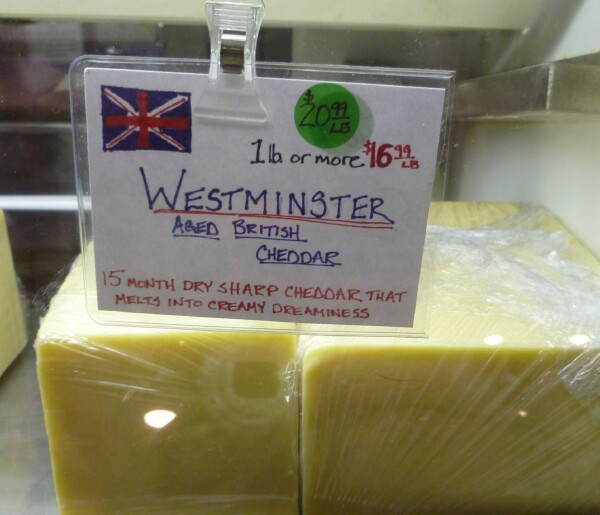 $20.99 LB
1 lb or more $16.99 LB
WESTMINSTER
AGED BRITISH
CHEDDAR
15 MONTH DRY SHARP CHEDDAR THAT
MELTS INTO CREAMY DREAMINESS